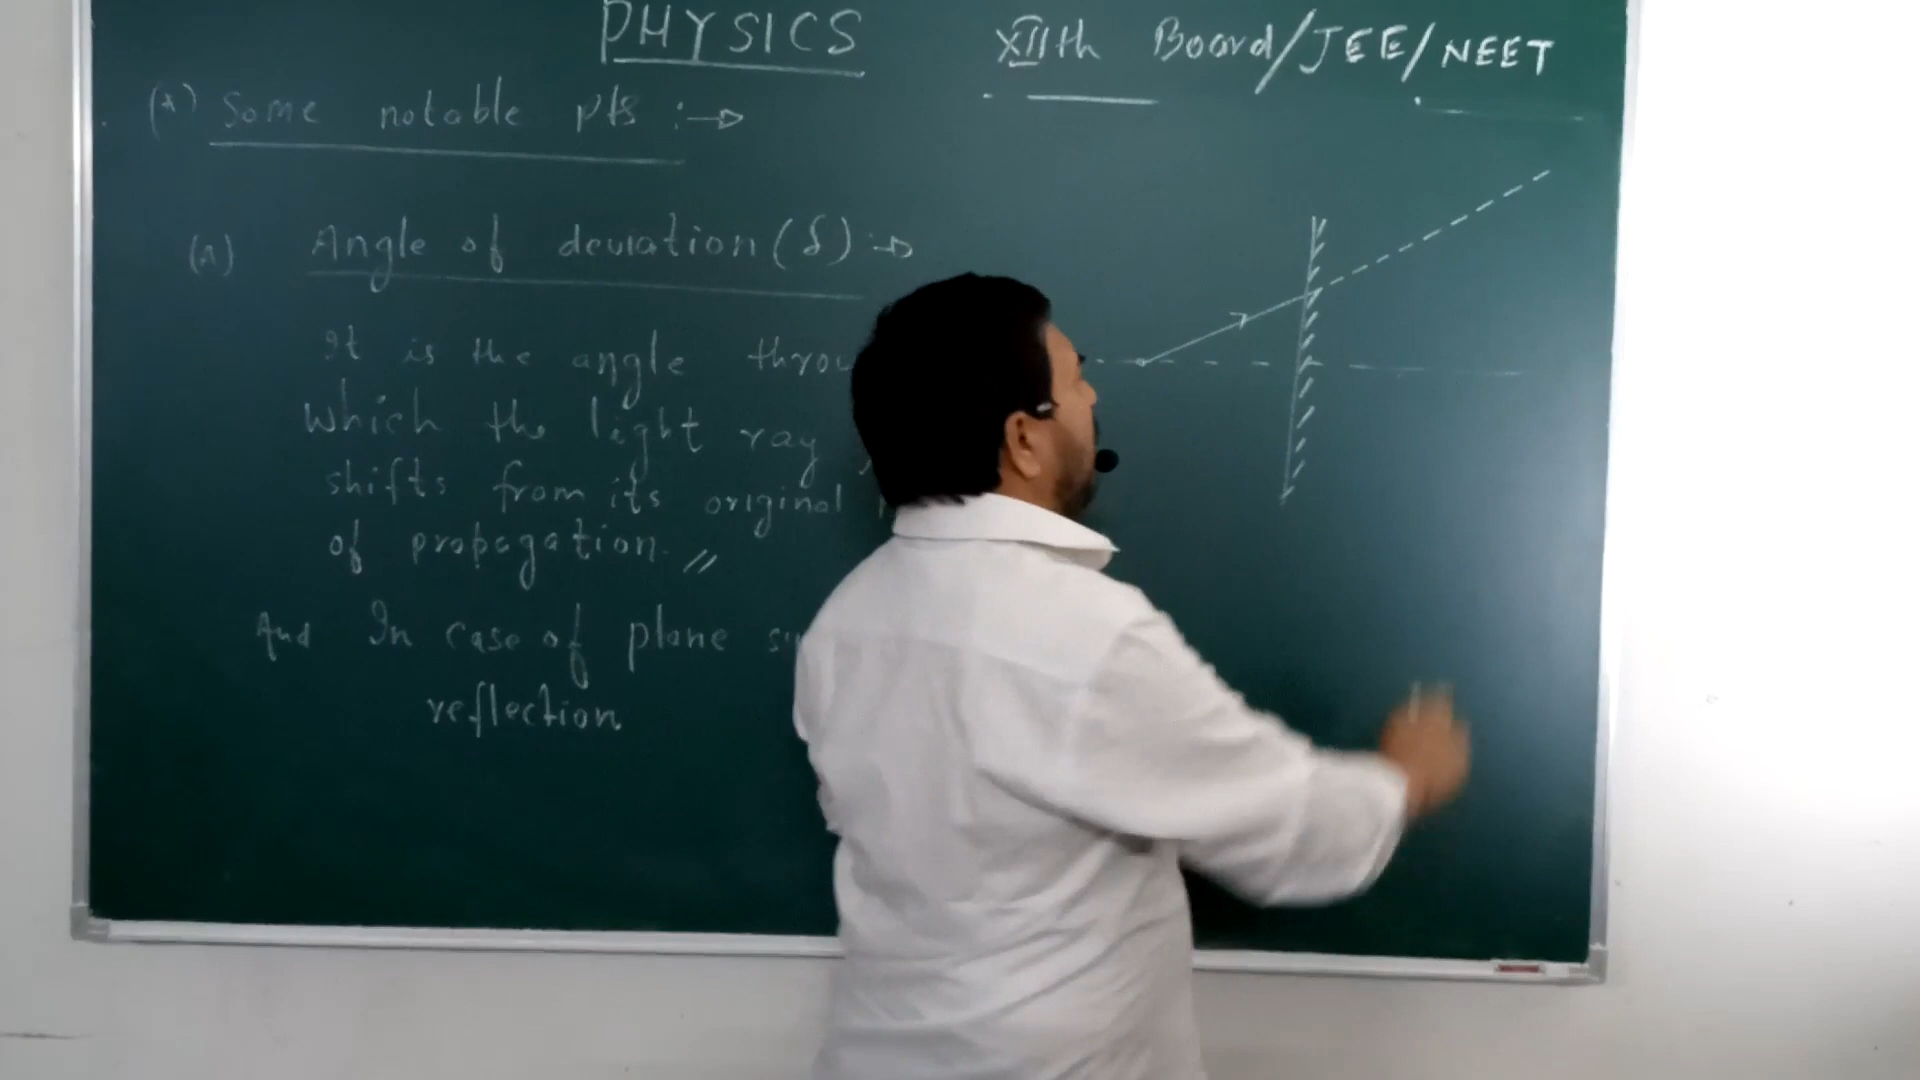 PHYSICS
XIIth Board/JEE/NEET
(*) Some notable pts :→
(A) Angle of deviation (δ) :→
It is the angle
which the light ray
shifts from its original
of propagation. //
And In case of plane
reflection